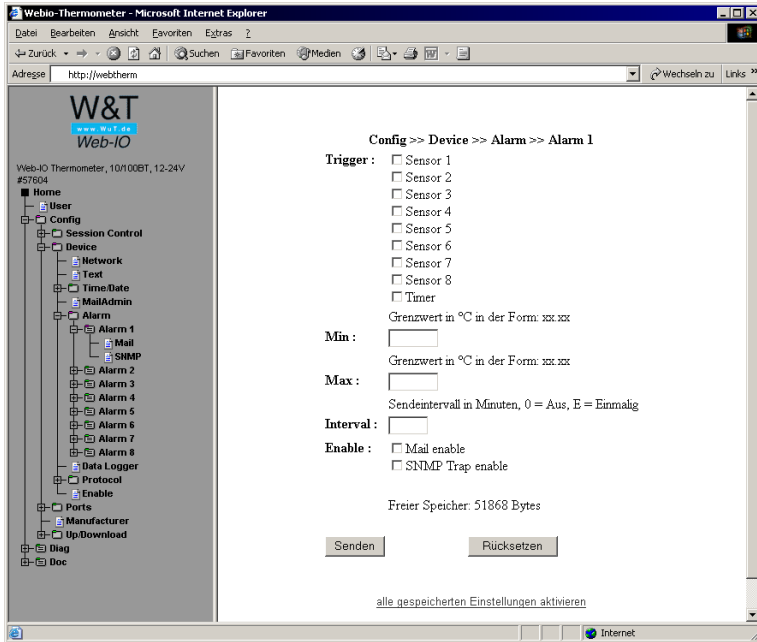 Webio-Thermometer - Microsoft Internet Explorer
Datei Bearbeiten Ansicht Favoriten Extras ?
Zurück Suchen Favoriten Medien
Adresse http://webtherm Wechseln zu Links »
W&T
www.WuT.de
Web-IO
Web-IO Thermometer, 10/100BT, 12-24V
#57604
Home
User
Config
Session Control
Device
Network
Text
Time/Date
MailAdmin
Alarm
Alarm 1
Mail
SNMP
Alarm 2
Alarm 3
Alarm 4
Alarm 5
Alarm 6
Alarm 7
Alarm 8
Data Logger
Protocol
Enable
Ports
Manufacturer
Up/Download
Diag
Doc
Config >> Device >> Alarm >> Alarm 1
Trigger : Sensor 1
Sensor 2
Sensor 3
Sensor 4
Sensor 5
Sensor 6
Sensor 7
Sensor 8
Timer
Grenzwert in °C in der Form: xx.xx
Min :
Grenzwert in °C in der Form: xx.xx
Max :
Sendeintervall in Minuten, 0 = Aus, E = Einmalig
Interval :
Enable : Mail enable
SNMP Trap enable
Freier Speicher: 51868 Bytes
Senden Rücksetzen
alle gespeicherten Einstellungen aktivieren
Internet